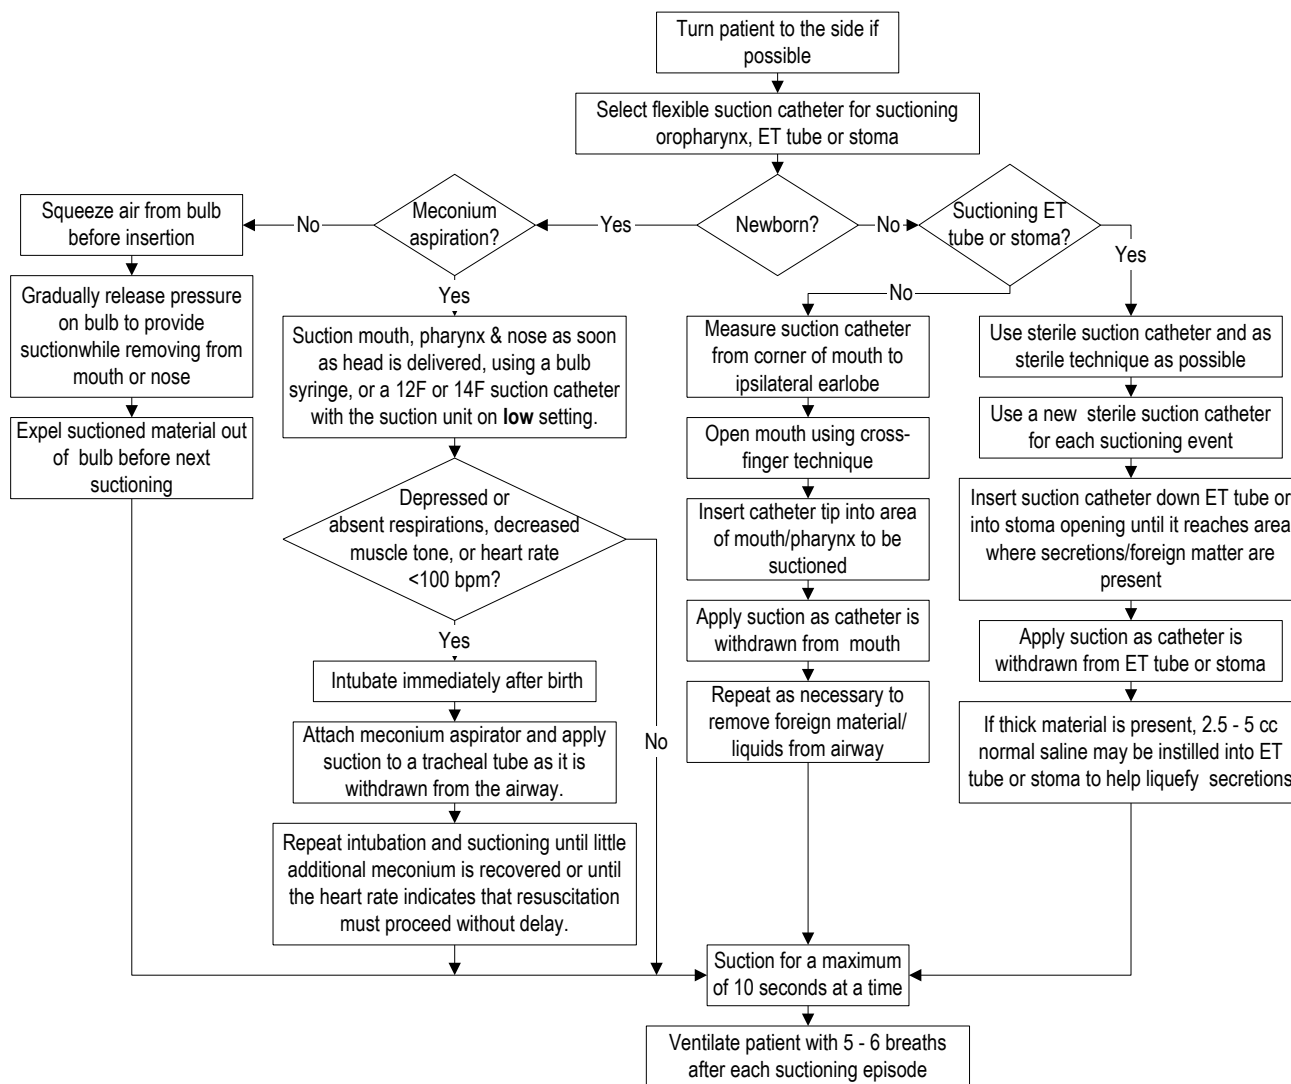 Turn patient to the side if
possible
Select flexible suction catheter for suctioning
oropharynx, ET tube or stoma
Newborn?
Yes
No
Meconium
aspiration?
No
Yes
Squeeze air from bulb
before insertion
Gradually release pressure
on bulb to provide
suctionwhile removing from
mouth or nose
Expel suctioned material out
of bulb before next
suctioning
Suction mouth, pharynx & nose as soon
as head is delivered, using a bulb
syringe, or a 12F or 14F suction catheter
with the suction unit on low setting.
Depressed or
absent respirations, decreased
muscle tone, or heart rate
<100 bpm?
Yes
No
Intubate immediately after birth
Attach meconium aspirator and apply
suction to a tracheal tube as it is
withdrawn from the airway.
Repeat intubation and suctioning until little
additional meconium is recovered or until
the heart rate indicates that resuscitation
must proceed without delay.
Suctioning ET
tube or stoma?
No
Yes
Measure suction catheter
from corner of mouth to
ipsilateral earlobe
Open mouth using cross-
finger technique
Insert catheter tip into area
of mouth/pharynx to be
suctioned
Apply suction as catheter is
withdrawn from mouth
Repeat as necessary to
remove foreign material/
liquids from airway
Use sterile suction catheter and as
sterile technique as possible
Use a new sterile suction catheter
for each suctioning event
Insert suction catheter down ET tube or
into stoma opening until it reaches area
where secretions/foreign matter are
present
Apply suction as catheter is
withdrawn from ET tube or stoma
If thick material is present, 2.5 - 5 cc
normal saline may be instilled into ET
tube or stoma to help liquefy secretions
Suction for a maximum
of 10 seconds at a time
Ventilate patient with 5 - 6 breaths
after each suctioning episode